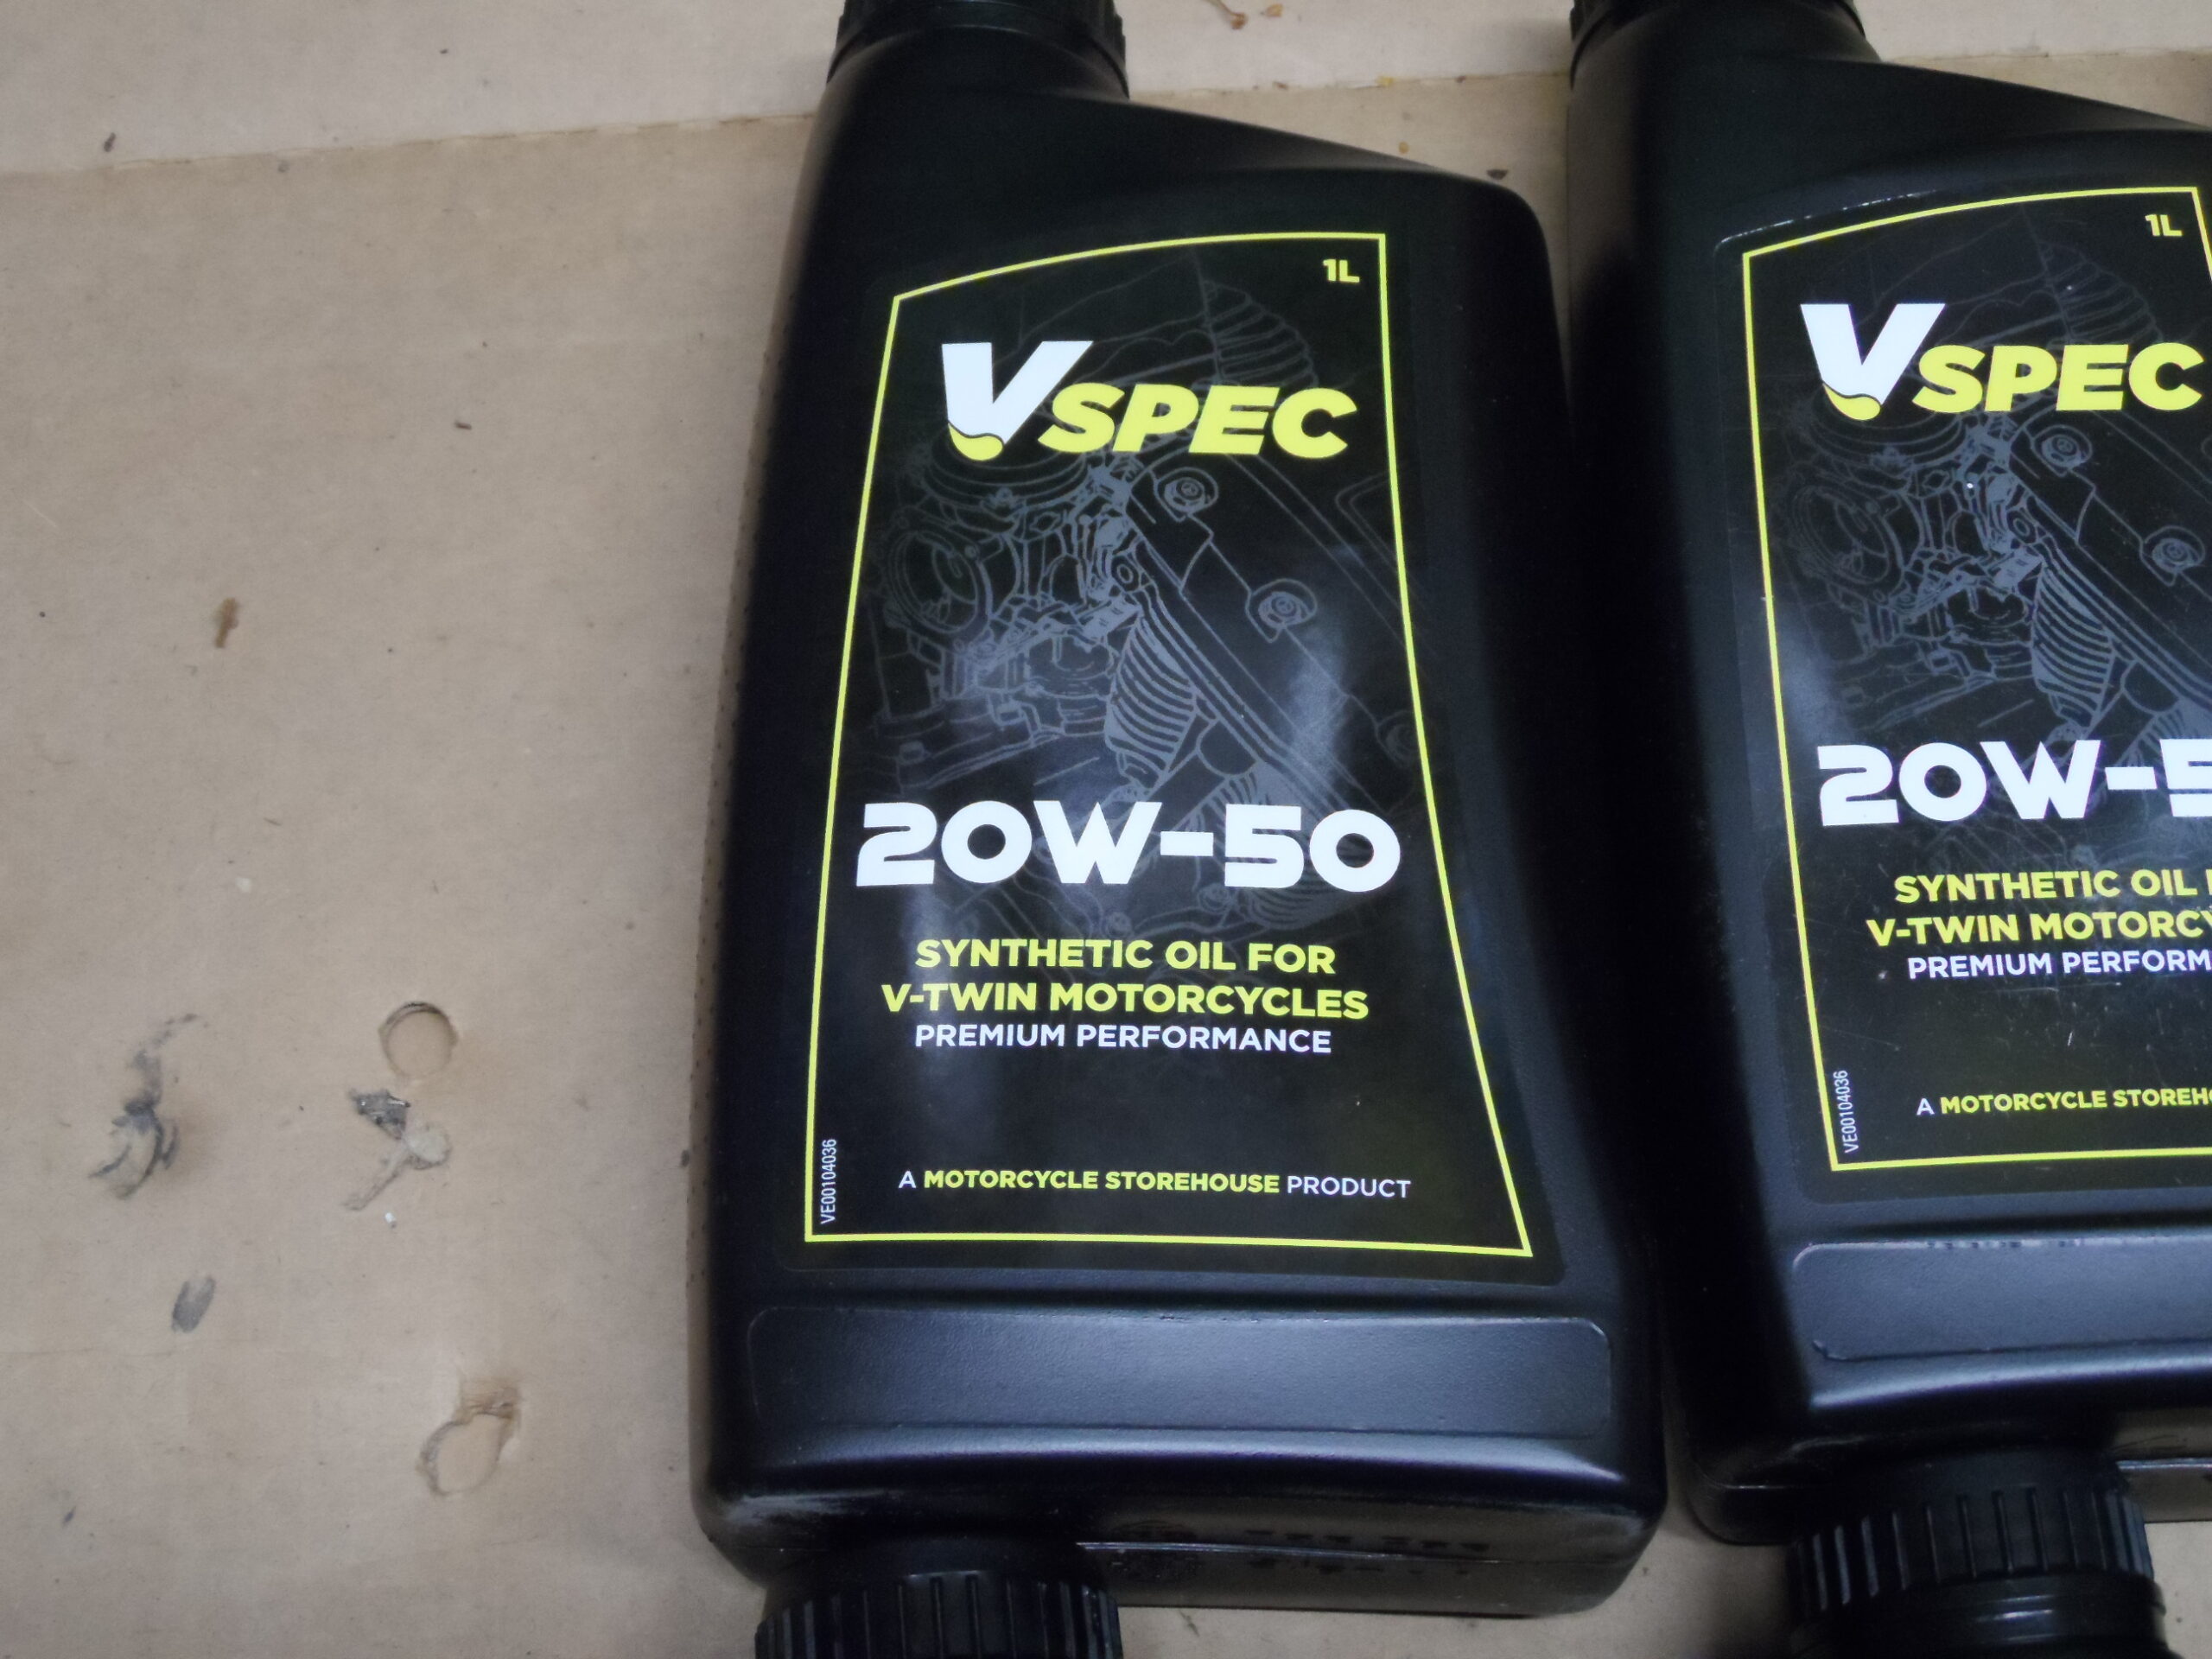 1L
VSPEC
20W-50
SYNTHETIC OIL FOR
V-TWIN MOTORCYCLES
PREMIUM PERFORMANCE
VE00104036
A MOTORCYCLE STOREHOUSE PRODUCT
1L
VSPEC
20W-5
SYNTHETIC OIL
V-TWIN MOTORCY
PREMIUM PERFORM
VE00104036
A MOTORCYCLE STOREHO